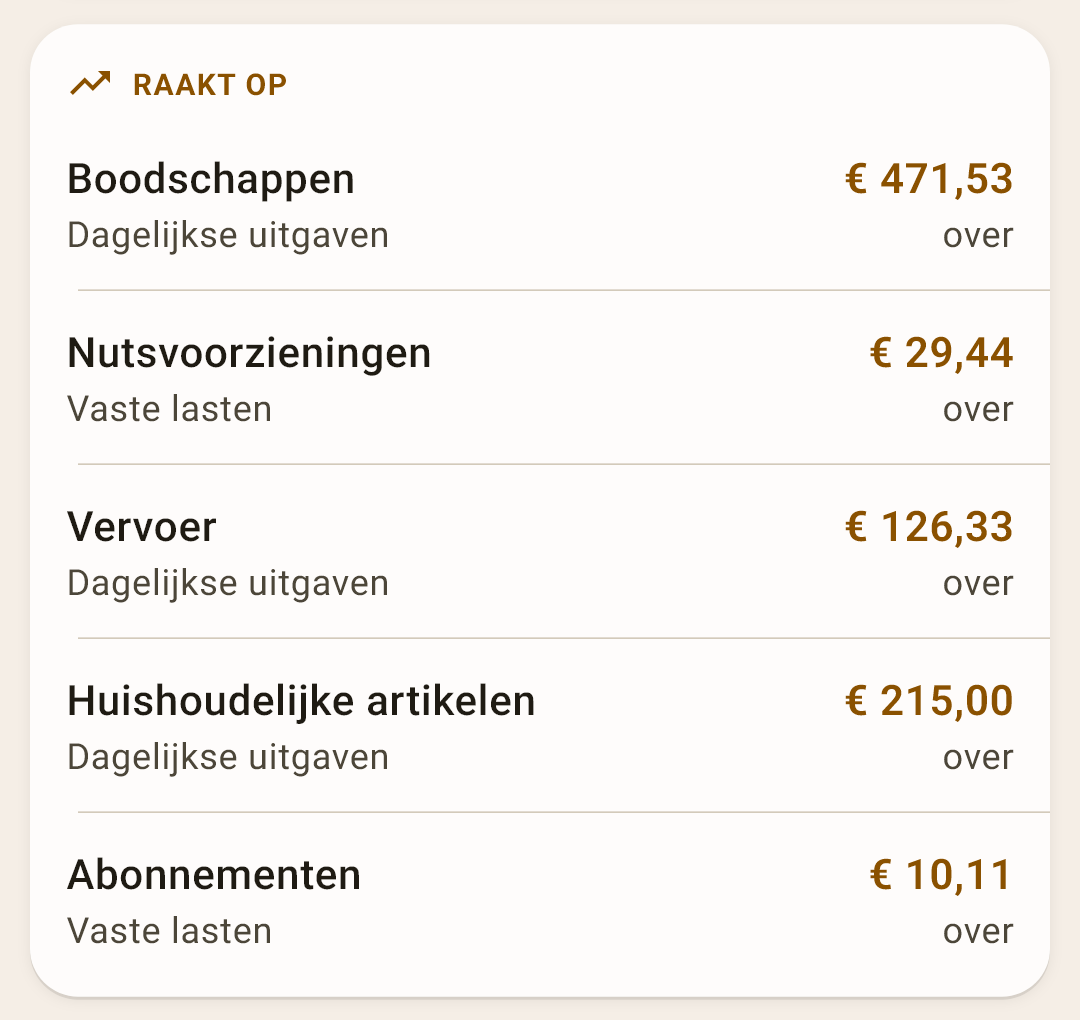 RAAKT OP
Boodschappen € 471,53
Dagelijkse uitgaven over
Nutsvoorzieningen € 29,44
Vaste lasten over
Vervoer € 126,33
Dagelijkse uitgaven over
Huishoudelijke artikelen € 215,00
Dagelijkse uitgaven over
Abonnementen € 10,11
Vaste lasten over